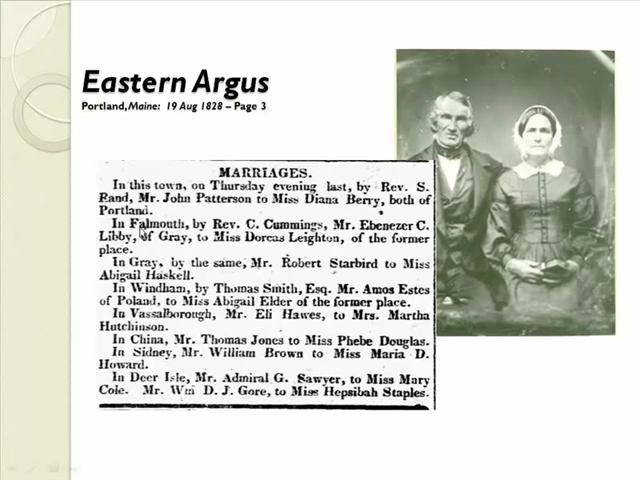 Eastern Argus
Portland, Maine: 19 Aug 1828 – Page 3
MARRIAGES.
In this town, on Thursday evening last, by Rev. S.
Rand, Mr. John Patterson to Miss Diana Berry, both of
Portland.
In Falmouth, by Rev. C. Cummings, Mr. Ebenezer C.
Libby, of Gray, to Miss Dorcas Leighton, of the former
place.
In Gray, by the same, Mr. Robert Starbird to Miss
Abigail Haskell.
In Windham, by Thomas Smith, Esq. Mr. Amos Estes
of Poland, to Miss Abigail Elder of the former place.
In Vassalborough, Mr. Eli Hawes, to Mrs. Martha
Hutchinson.
In China, Mr. Thomas Jones to Miss Phebe Douglas.
In Sidney, Mr. William Brown to Miss Maria D.
Howard.
In Deer Isle, Mr. Admiral G. Sawyer, to Miss Mary
Cole. Mr. Wm D. J. Gore, to Miss Hepsibah Staples.